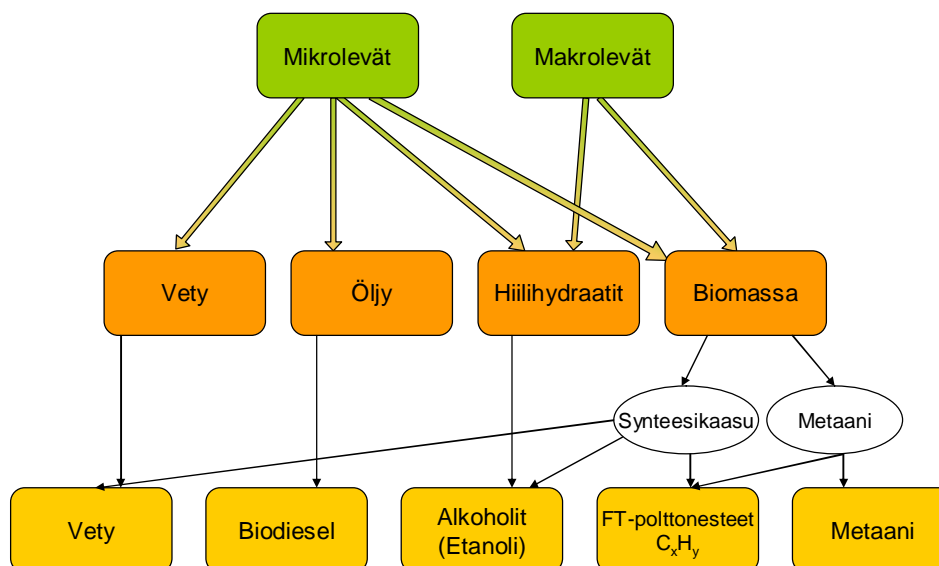 Mikrolevät
Makrolevät
Vety
Öljy
Hiilihydraatit
Biomassa
Synteesikaasu
Metaani
Vety
Biodiesel
Alkoholit
(Etanoli)
FT-polttonesteet
CxHy
Metaani